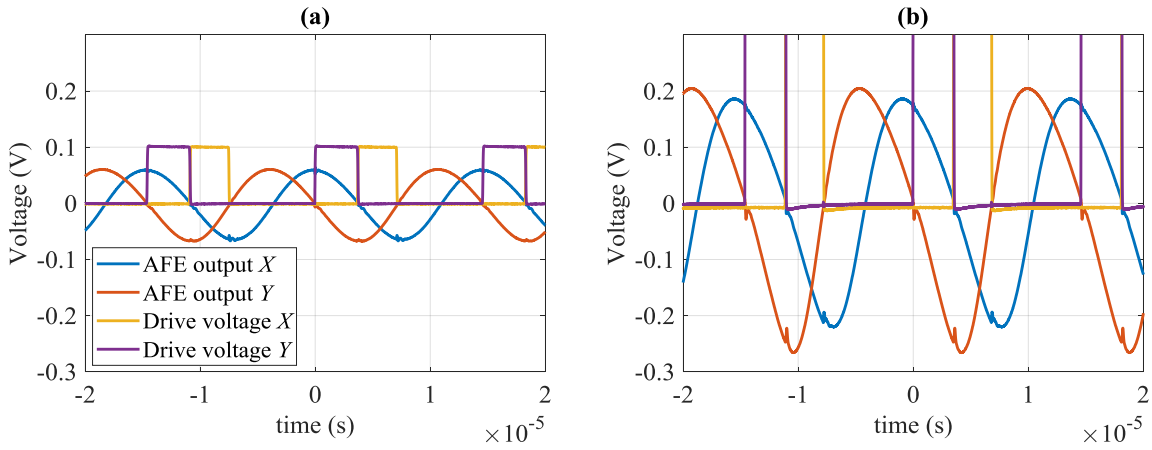 (a)
0.2
0.1
0
-0.1
-0.2
-0.3
Voltage (V)
AFE output X
AFE output Y
Drive voltage X
Drive voltage Y
-2
-1
0
1
2
time (s)
×10⁻⁵
(b)
0.2
0.1
0
-0.1
-0.2
-0.3
Voltage (V)
-2
-1
0
1
2
time (s)
×10⁻⁵